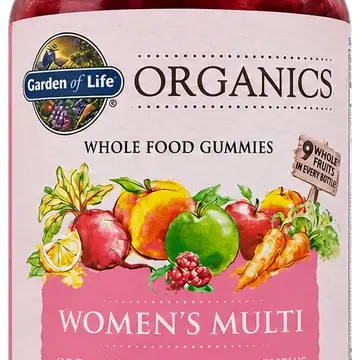 Garden of Life®
ORGANICS
WHOLE FOOD GUMMIES
9 WHOLE
FRUITS
IN EVERY BOTTLE!
WOMEN'S MULTI